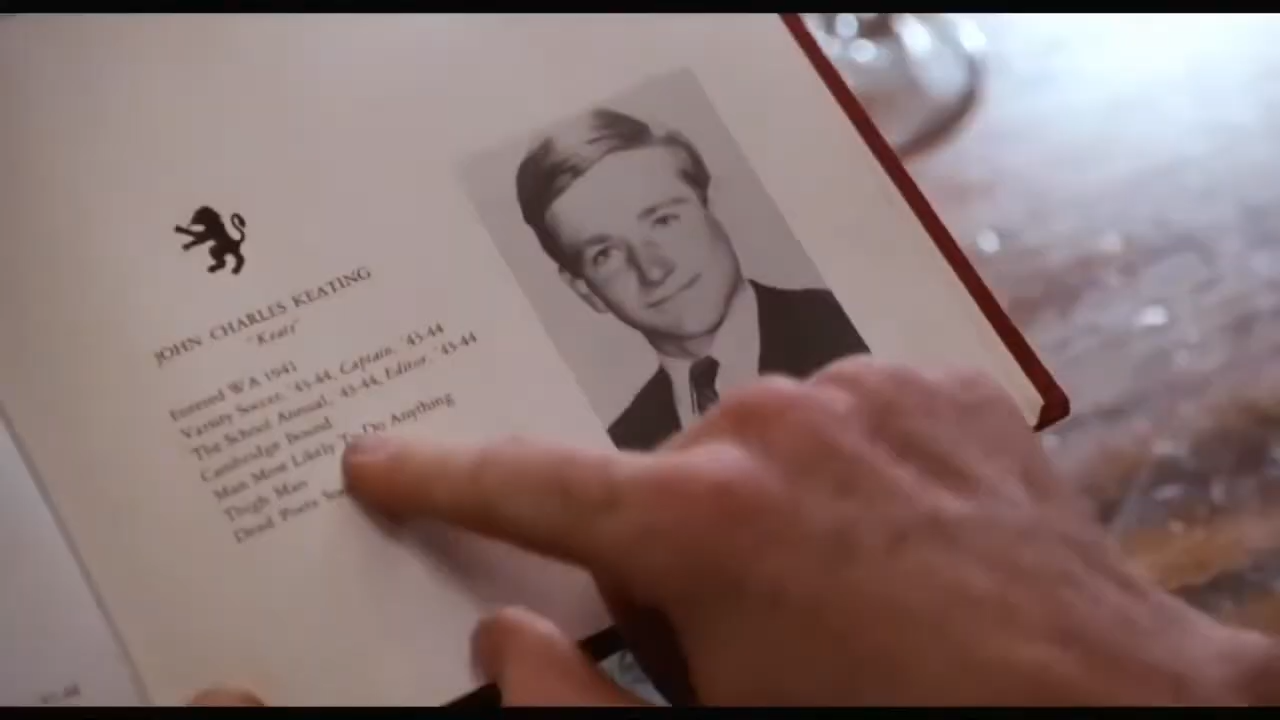 JOHN CHARLES KEATING
"Keats"
Entered WA 1941
Varsity Soccer, '43-44, Captain, '43-44
The School Annual, '43-44, Editor, '43-44
Cambridge Bound
Man Most Likely To Do Anything
Thigh Man
Dead Poets